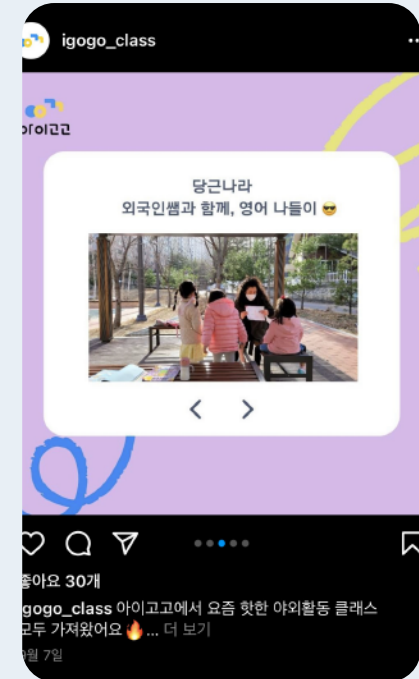 igogo_class
아이고고
당근나라
외국인쌤과 함께, 영어 나들이 😎
좋아요 30개
igogo_class 아이고고에서 요즘 핫한 야외활동 클래스
모두 가져왔어요🔥... 더 보기
월 7일